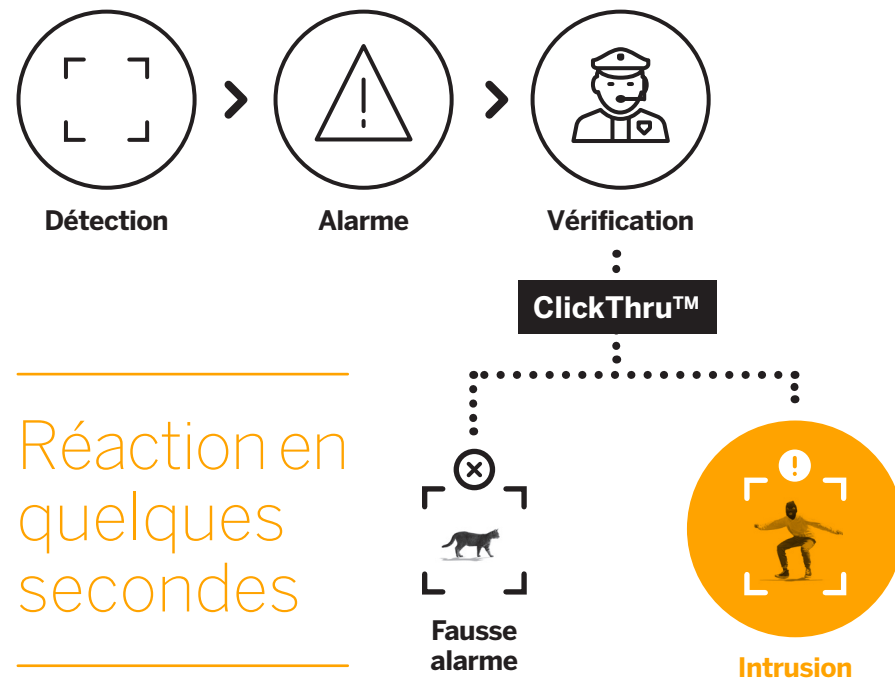 Détection
Alarme
Vérification
ClickThru™
Réaction en
quelques
secondes
Fausse
alarme
Intrusion